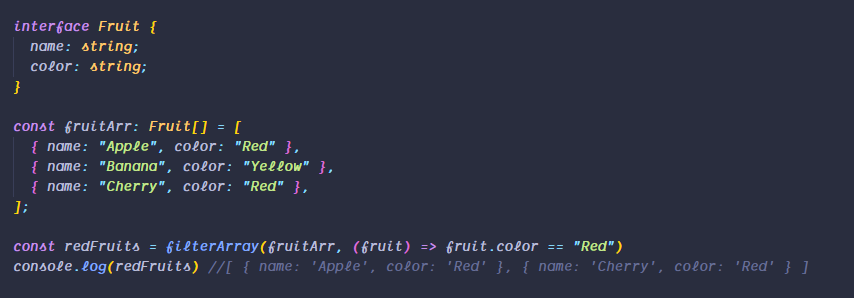 interface Fruit {
  name: string;
  color: string;
}

const fruitArr: Fruit[] = [
  { name: "Apple", color: "Red" },
  { name: "Banana", color: "Yellow" },
  { name: "Cherry", color: "Red" },
];

const redFruits = filterArray(fruitArr, (fruit) => fruit.color == "Red")
console.log(redFruits) //[ { name: 'Apple', color: 'Red' }, { name: 'Cherry', color: 'Red' } ]